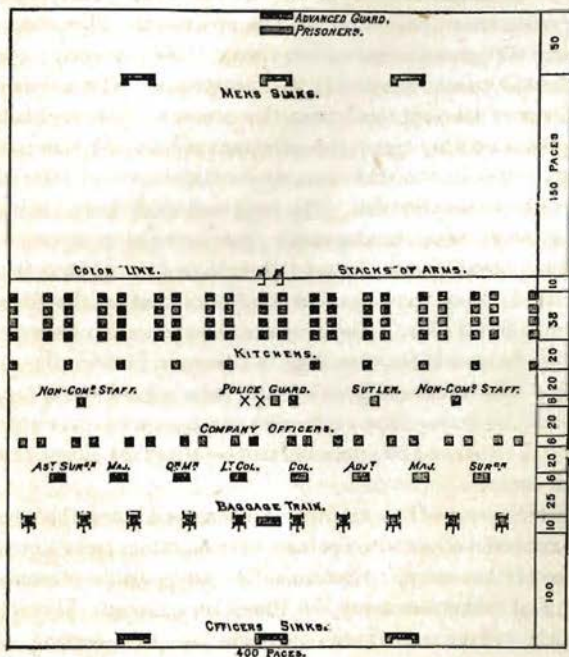 ADVANCED GUARD.
PRISONERS.
50
MENS SINKS.
150 PACES
COLOR LINE. STACKS OF ARMS.
10
38
KITCHENS.
20
20
NON-COMD STAFF. POLICE GUARD. SUTLER. NON-COMD STAFF.
6
20
COMPANY OFFICERS.
6
20
AST SURGN MAJ. QR MR LT COL. COL. ADJT MAJ. SURGN
6
25
BAGGAGE TRAIN.
10
100
OFFICERS SINKS.
400 PACES.